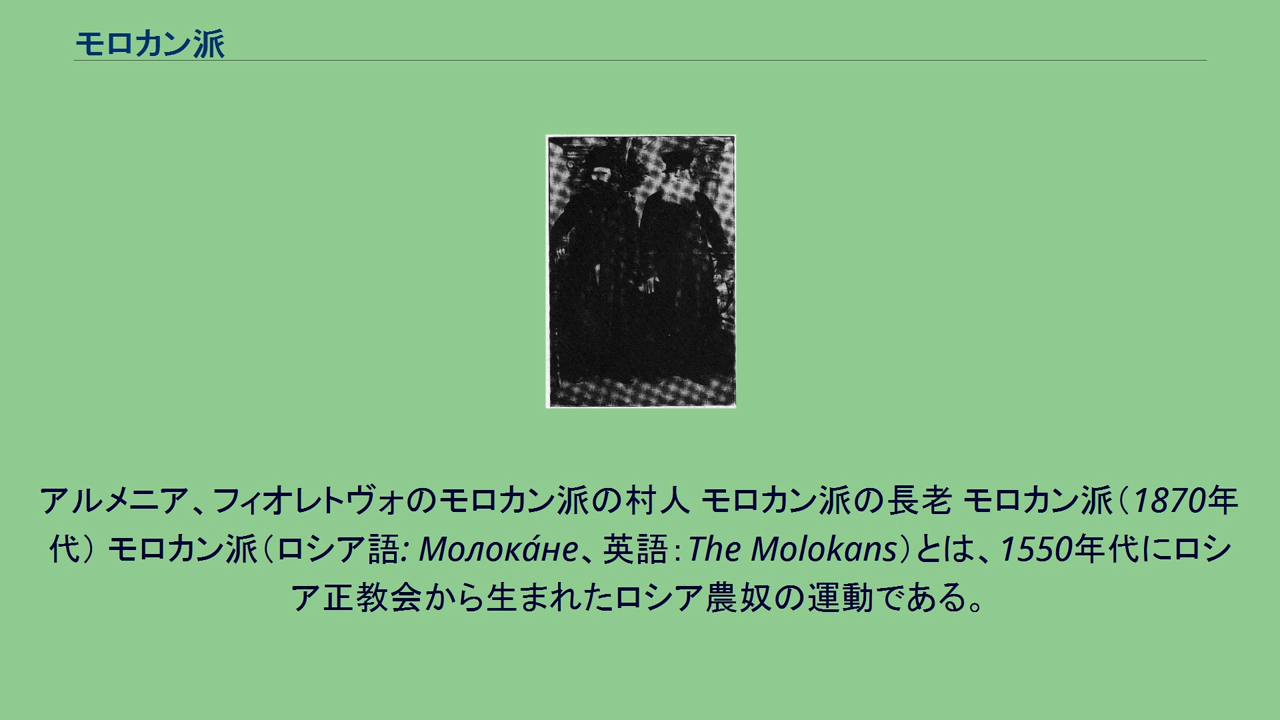 モロカン派
アルメニア、フィオレトヴォのモロカン派の村人 モロカン派の長老 モロカン派（1870年
代） モロカン派（ロシア語: Молока́не、英語：The Molokans）とは、1550年代にロシ
ア正教会から生まれたロシア農奴の運動である。